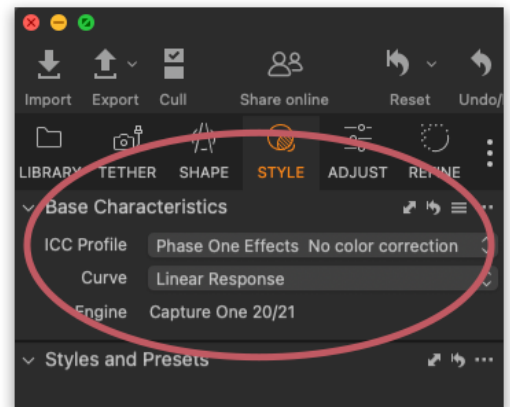 Import Export Cull Share online Reset Undo/
LIBRARY TETHER SHAPE STYLE ADJUST REFINE
Base Characteristics
ICC Profile Phase One Effects No color correction
Curve Linear Response
Engine Capture One 20/21
Styles and Presets